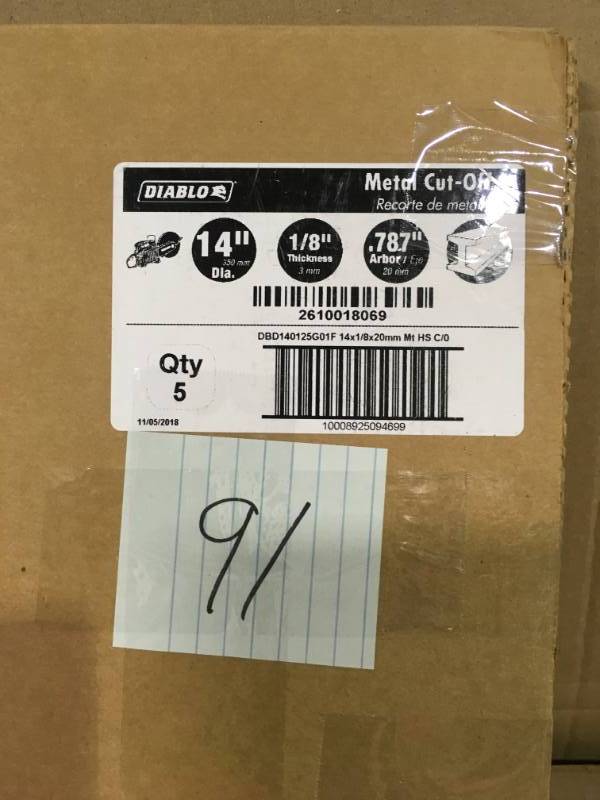 DIABLO
Metal Cut-Off
Recorte de metal
14"
350 mm
Dia.
1/8"
Thickness
3 mm
.787"
Arbor / Eje
20 mm
2610018069
DBD140125G01F 14x1/8x20mm Mt HS C/0
Qty
5
11/05/2018
10008925094699
91